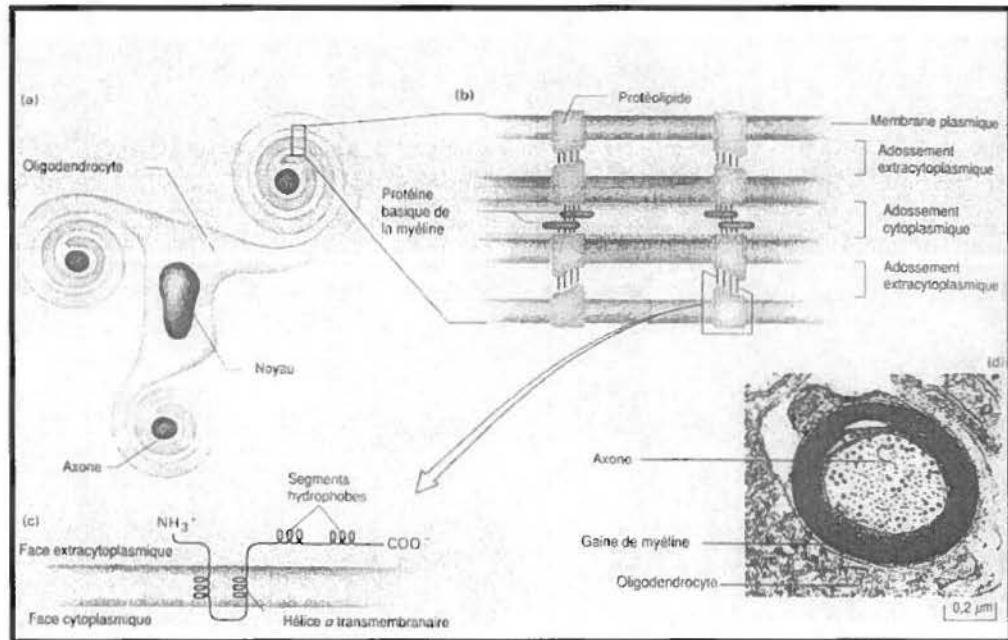 (a)
Oligodendrocyte
Noyau
Axone
(b)
Protéolipide
Membrane plasmique
Adossement
extracytoplasmique
Protéine
basique de
la myéline
Adossement
cytoplasmique
Adossement
extracytoplasmique
(c)
NH3+
Segments
hydrophobes
COO-
Face extracytoplasmique
Face cytoplasmique
Hélice α transmembranaire
(d)
Axone
Gaine de myéline
Oligodendrocyte
0,2 µm